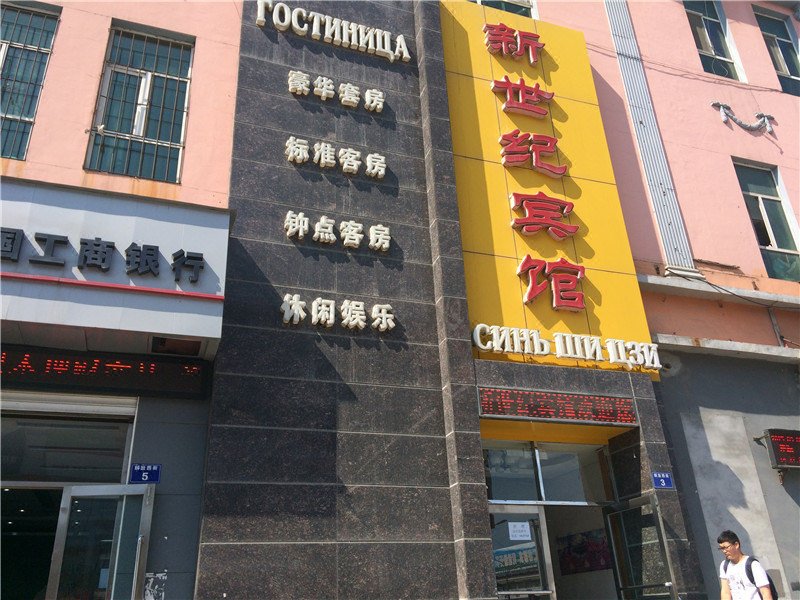 ГОСТИНИЦА
豪华套房
标准客房
钟点客房
休闲娱乐
新世纪宾馆
СИНЬ ШИ ЦЗИ
国工商银行
5
3